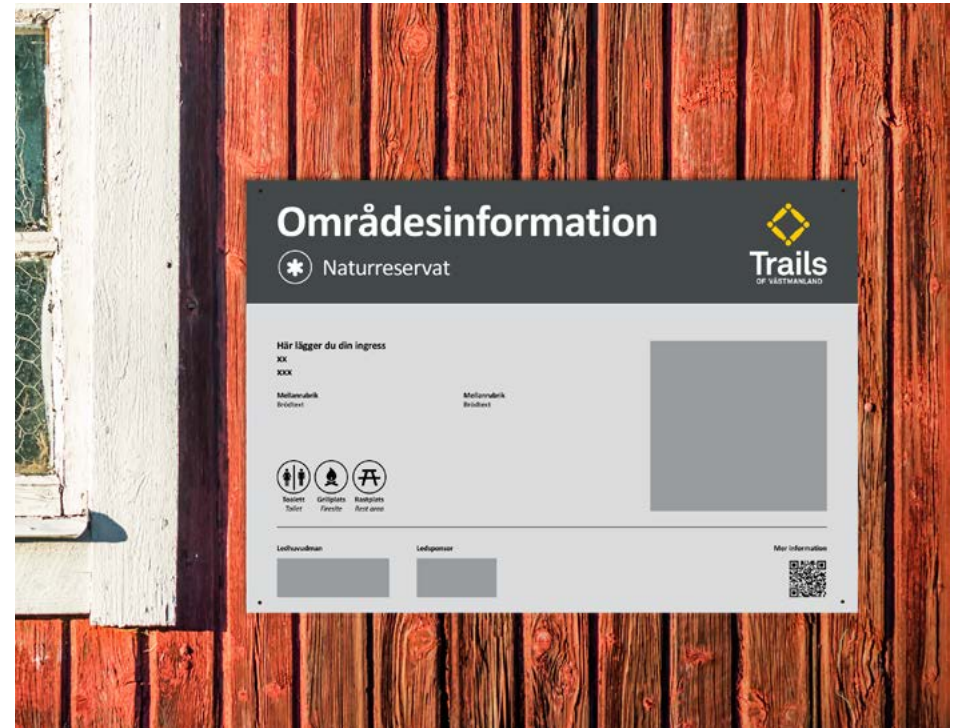 Områdesinformation
Naturreservat
Trails
OF VÄSTMANLAND
Här lägger du din ingress
xx
xxx
Mellanrubrik
Brödtext
Mellanrubrik
Brödtext
Toalett
Toilet
Grillplats
Firesite
Rastplats
Rest area
Ledhuvudman
Ledsponsor
Mer information